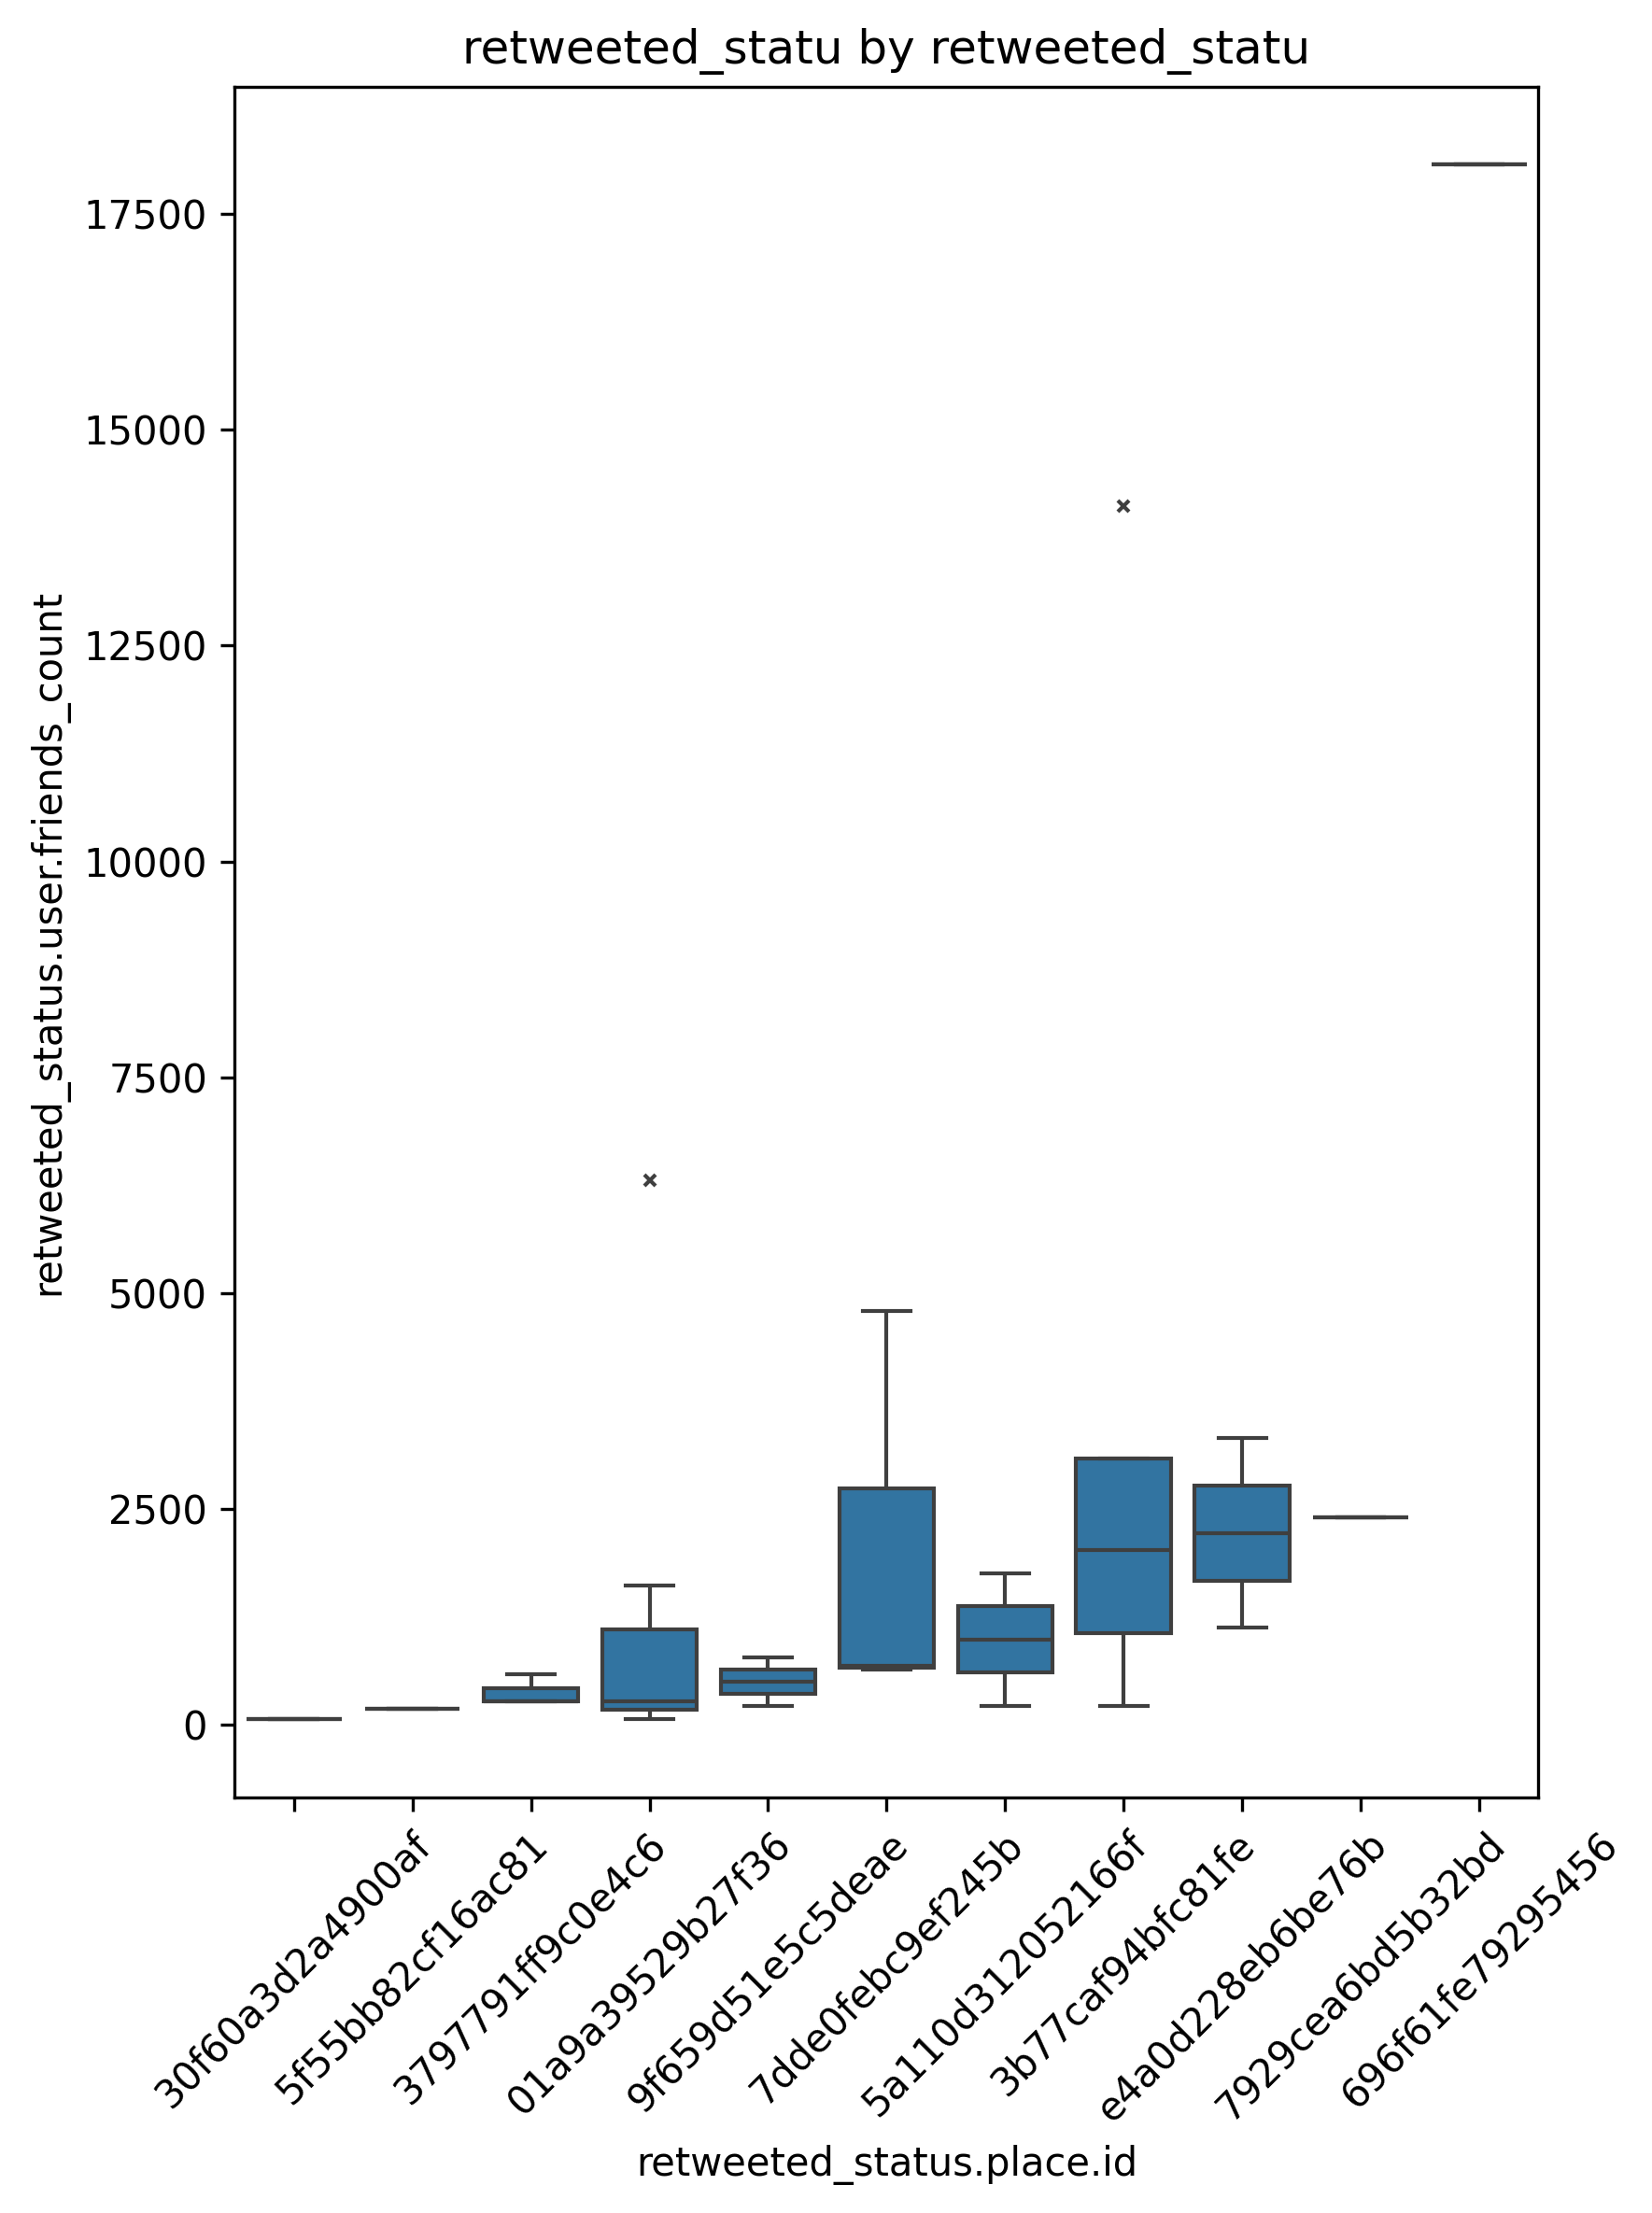 retweeted_statu by retweeted_statu
retweeted_status.user.friends_count
17500
15000
12500
10000
7500
5000
2500
0
30f60a3d2a4900af
5f55bb82cf16ac81
3797791ff9c0e4c6
01a9a39529b27f36
9f659d51e5c5deae
7dde0febc9ef245b
5a110d312052166f
3b77caf94bfc81fe
e4a0d228eb6be76b
7929cea6bd5b32bd
696f61fe79295456
retweeted_status.place.id